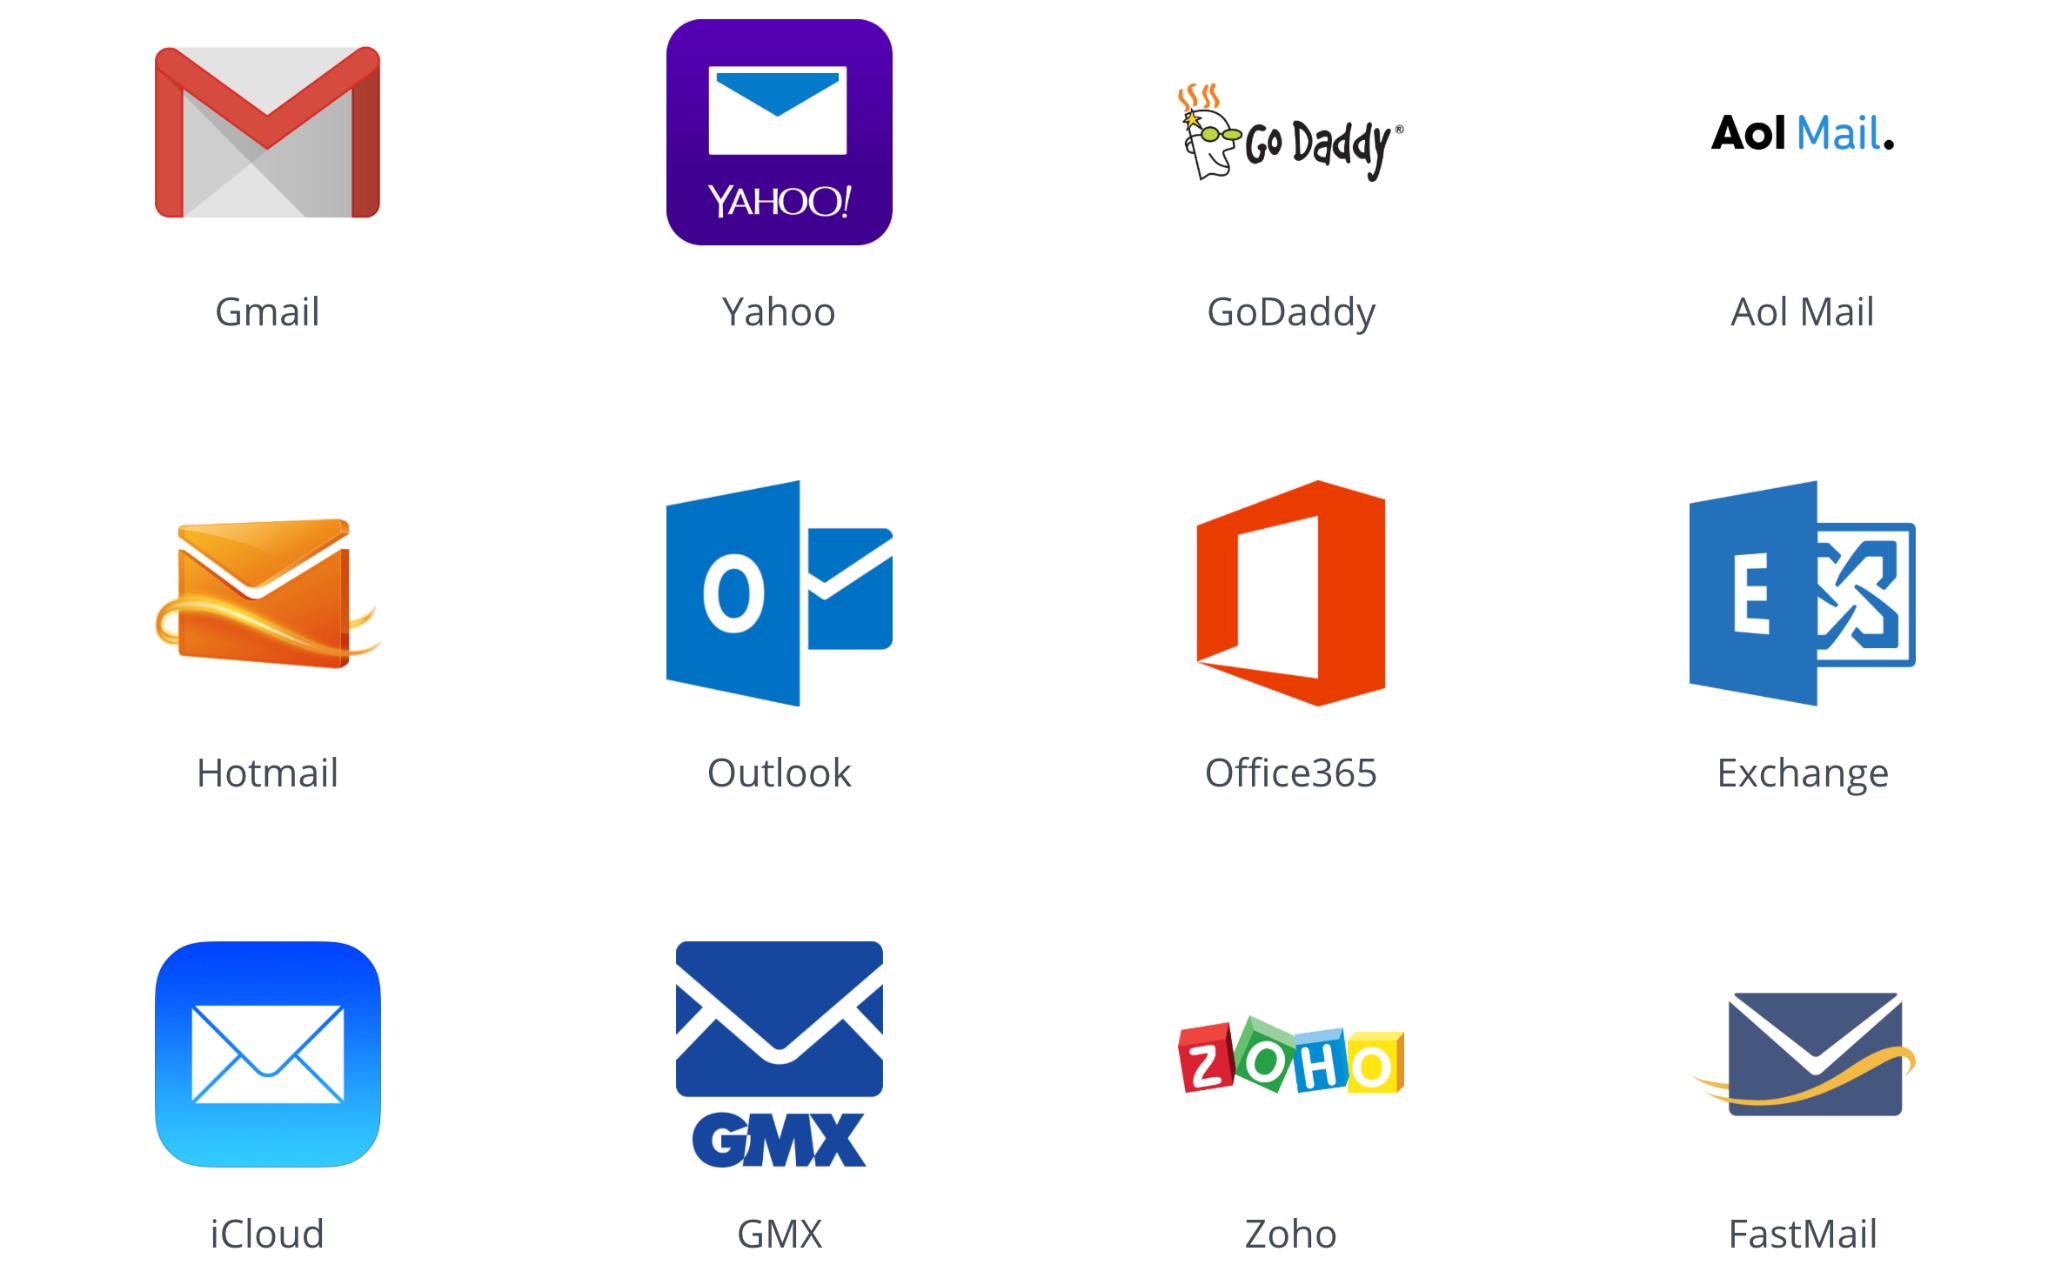 YAHOO!
Go Daddy®
Aol Mail.
Gmail
Yahoo
GoDaddy
Aol Mail
O
E
Hotmail
Outlook
Office365
Exchange
GMX
ZOHO
iCloud
GMX
Zoho
FastMail